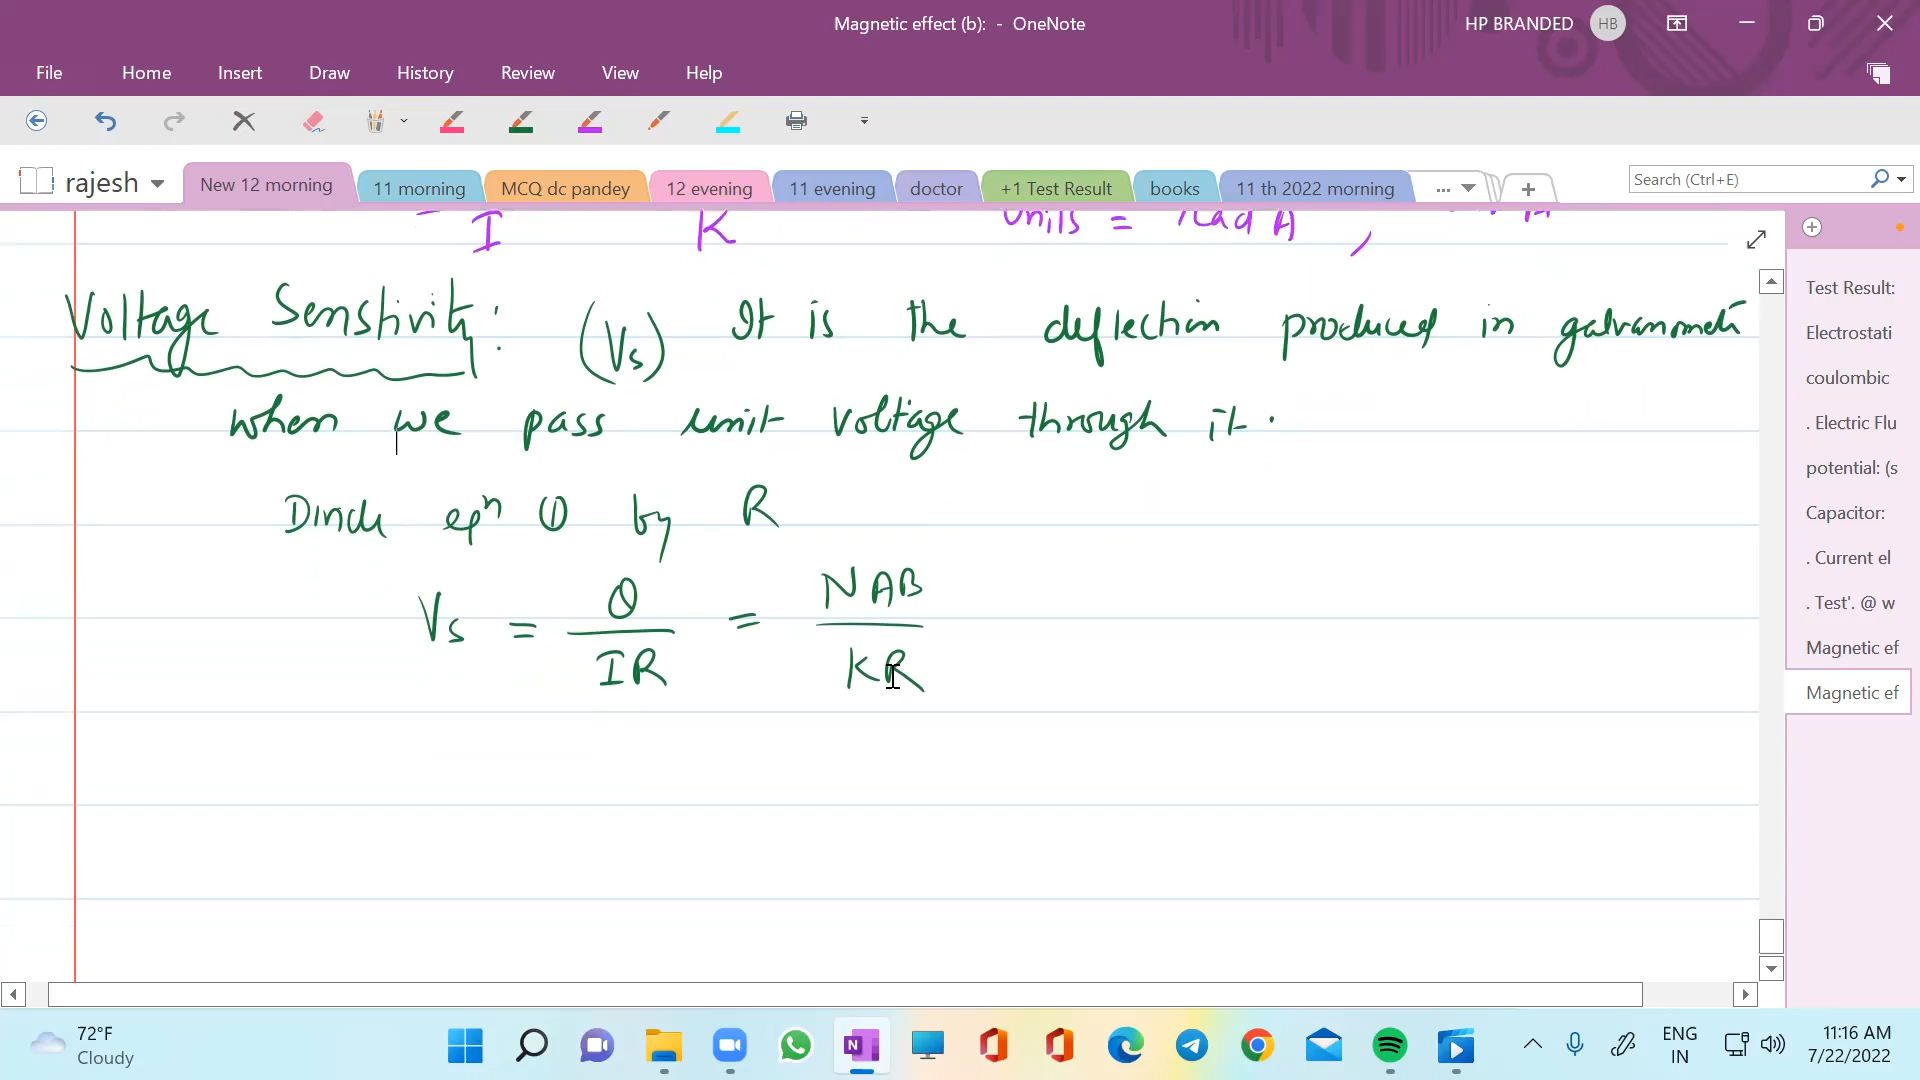 Magnetic effect (b): - OneNote
HP BRANDED HB
File Home Insert Draw History Review View Help
rajesh New 12 morning 11 morning MCQ dc pandey 12 evening 11 evening doctor +1 Test Result books 11 th 2022 morning ... + Search (Ctrl+E)
I K Units = Rad A ,
Voltage Senstivity : (Vs) It is the deflection produced in
when we pass unit voltage through it .
epn ① by R
Vs = θ/IR = NAB/KR
Test Result:
Electrostati
coulombic
. Electric Flu
potential: (s
Capacitor:
. Current el
. Test'. @ w
Magnetic ef
Magnetic ef
72°F
Cloudy
ENG
IN
11:16 AM
7/22/2022